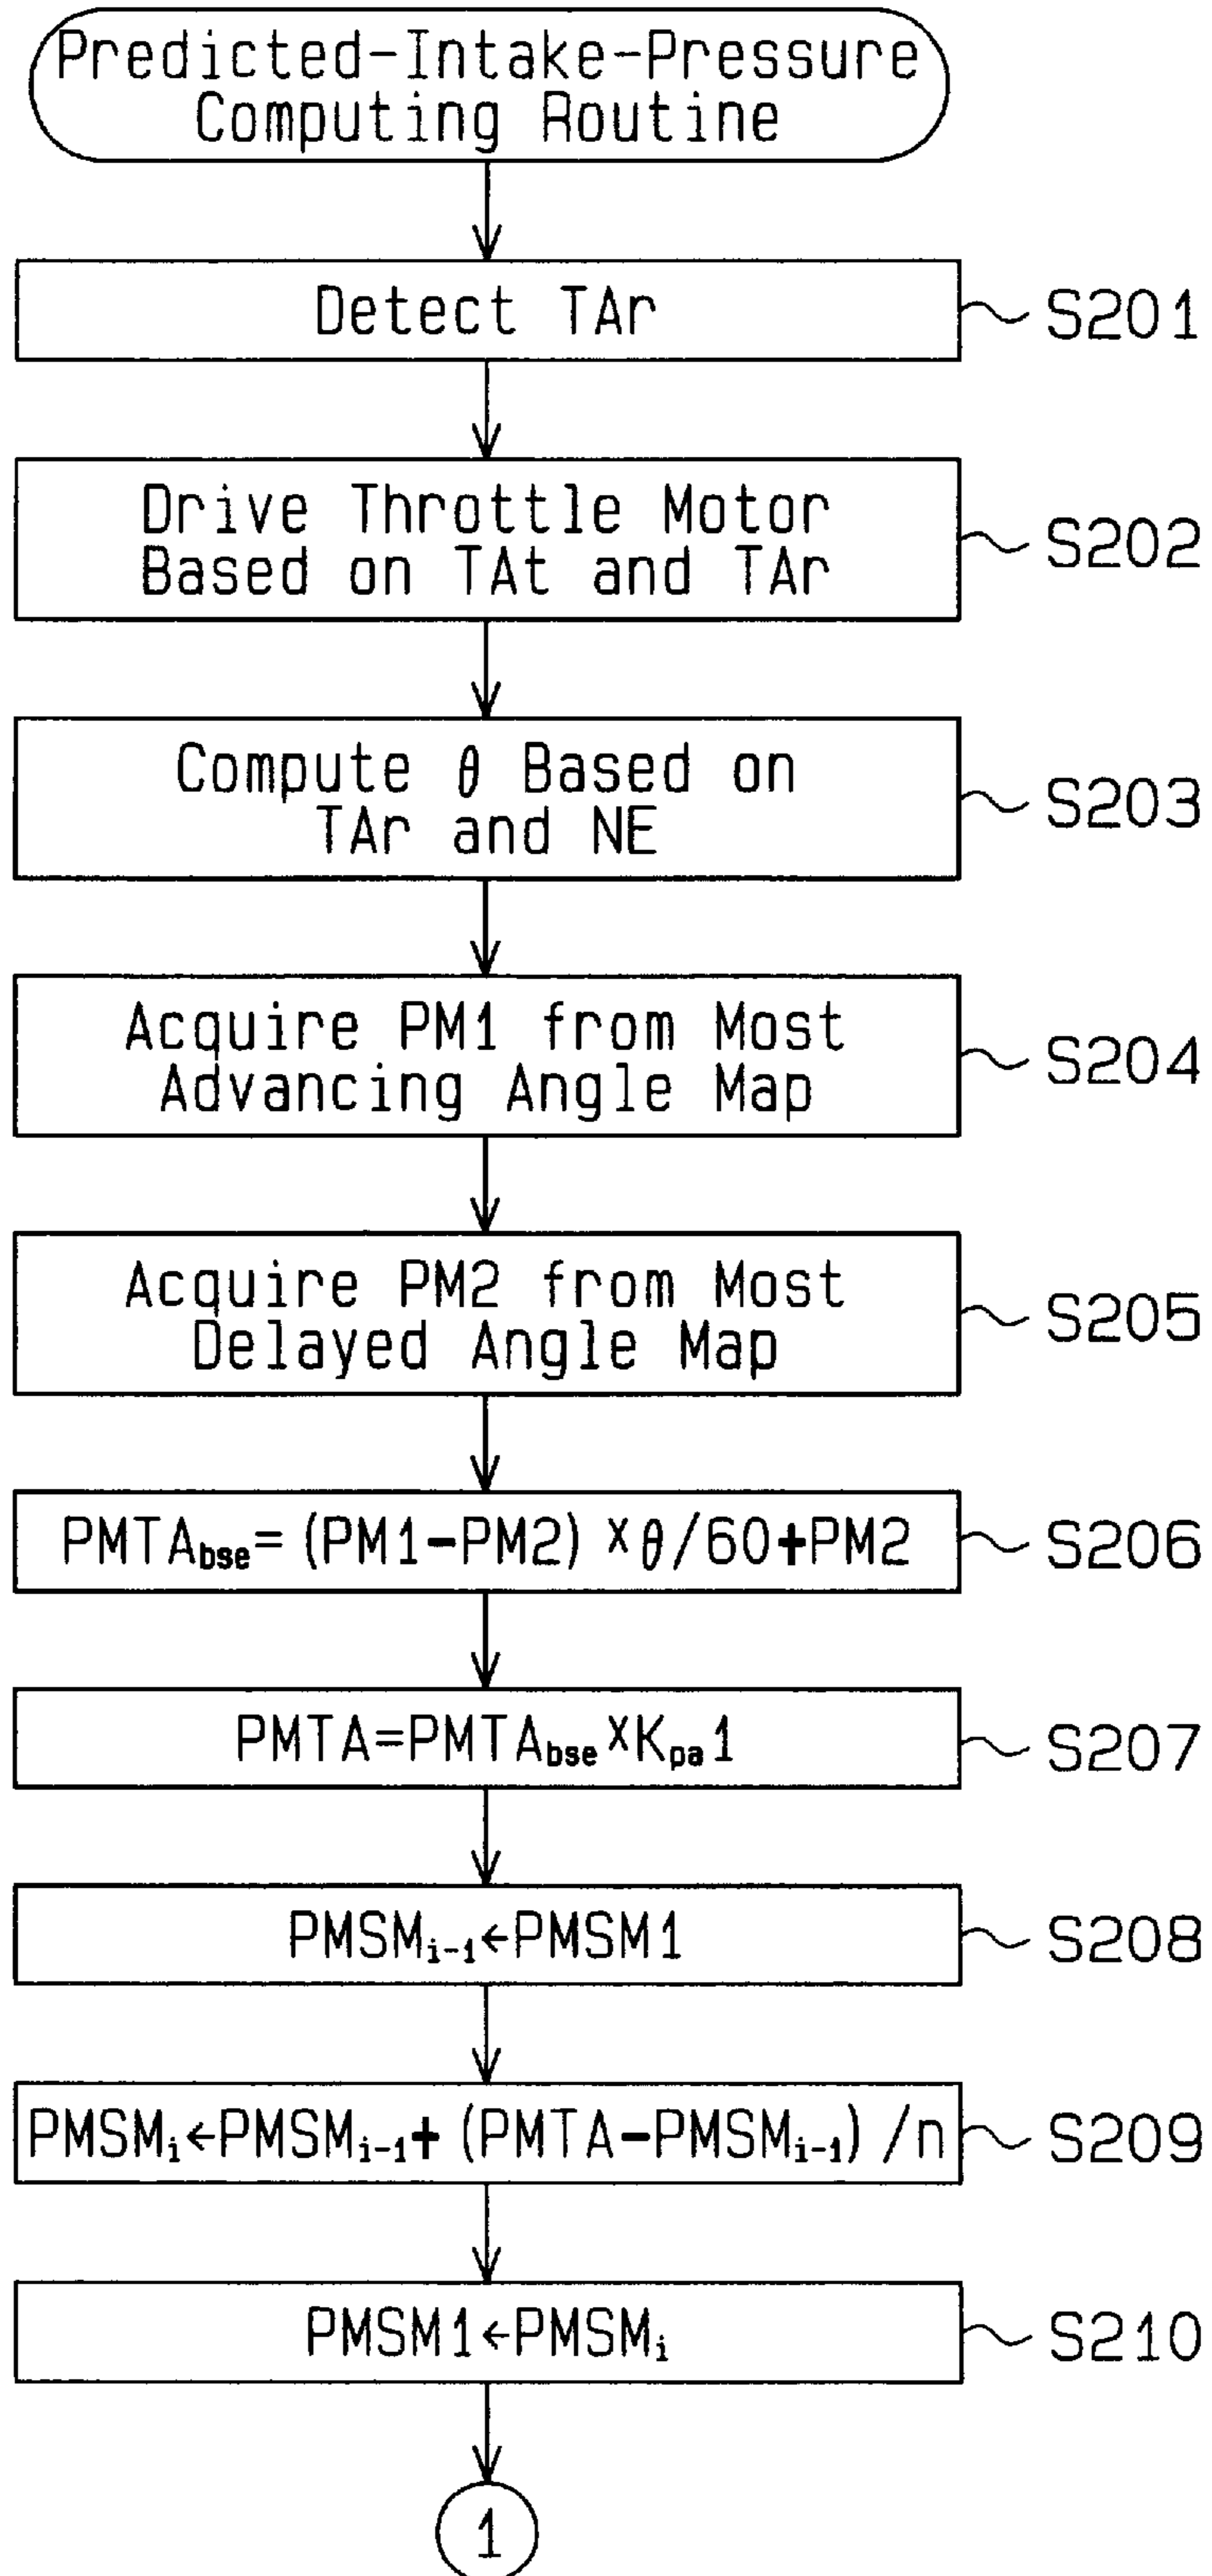 Predicted-Intake-Pressure
Computing Routine
Detect TAr
S201
Drive Throttle Motor
Based on TAt and TAr
S202
Compute θ Based on
TAr and NE
S203
Acquire PM1 from Most
Advancing Angle Map
S204
Acquire PM2 from Most
Delayed Angle Map
S205
PMTAbse= (PM1-PM2) ×θ/60+PM2
S206
PMTA=PMTAbse×Kpa1
S207
PMSMi-1←PMSM1
S208
PMSMi←PMSMi-1+ (PMTA-PMSMi-1) /n
S209
PMSM1←PMSMi
S210
1